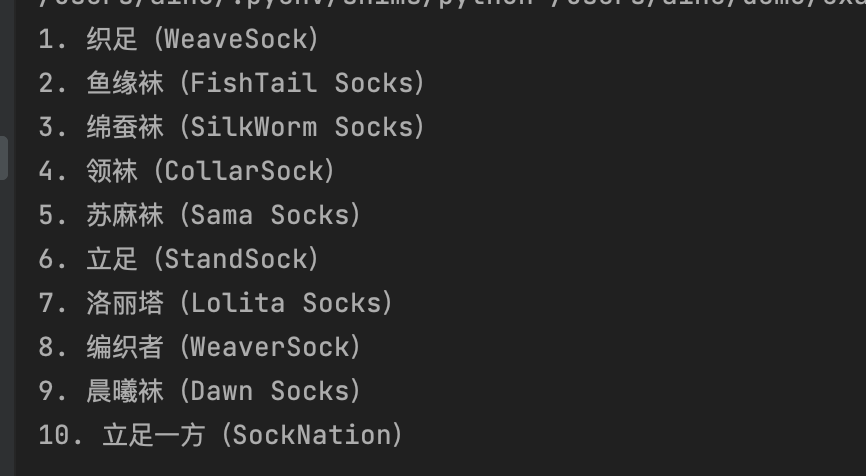 1. 织足（WeaveSock）
2. 鱼缘袜（FishTail Socks）
3. 绵蚕袜（SilkWorm Socks）
4. 领袜（CollarSock）
5. 苏麻袜（Sama Socks）
6. 立足（StandSock）
7. 洛丽塔（Lolita Socks）
8. 编织者（WeaverSock）
9. 晨曦袜（Dawn Socks）
10. 立足一方（SockNation）